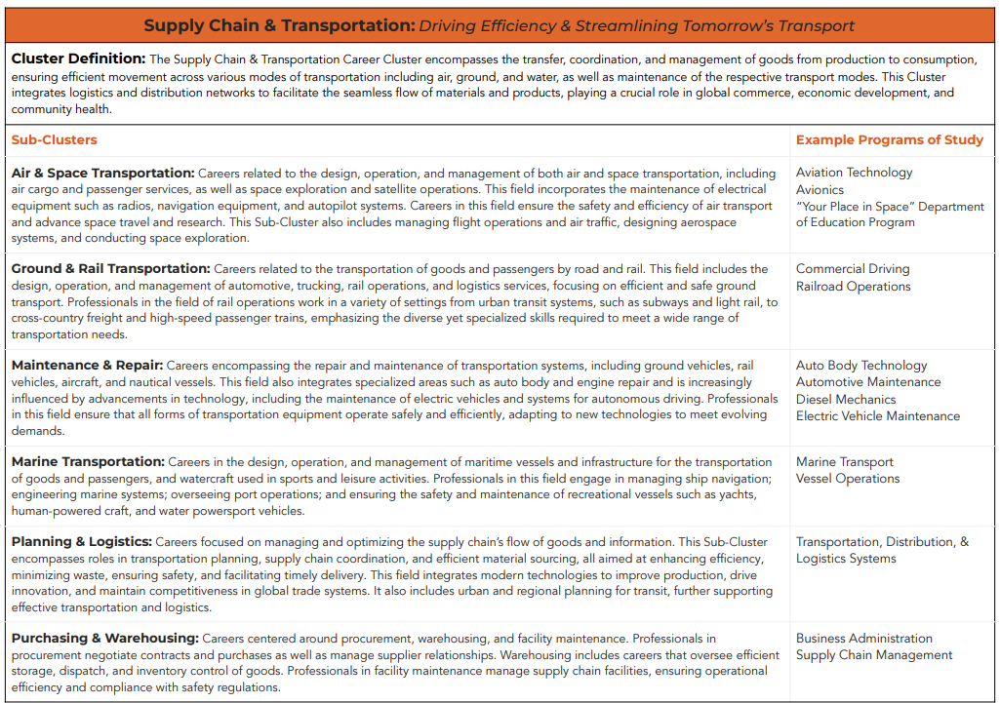 Supply Chain & Transportation: Driving Efficiency & Streamlining Tomorrow's Transport
Cluster Definition: The Supply Chain & Transportation Career Cluster encompasses the transfer, coordination, and management of goods from production to consumption,
ensuring efficient movement across various modes of transportation including air, ground, and water, as well as maintenance of the respective transport modes. This Cluster
integrates logistics and distribution networks to facilitate the seamless flow of materials and products, playing a crucial role in global commerce, economic development, and
community health.
Sub-Clusters
Example Programs of Study
Air & Space Transportation: Careers related to the design, operation, and management of both air and space transportation, including
air cargo and passenger services, as well as space exploration and satellite operations. This field incorporates the maintenance of electrical
equipment such as radios, navigation equipment, and autopilot systems. Careers in this field ensure the safety and efficiency of air transport
and advance space travel and research. This Sub-Cluster also includes managing flight operations and air traffic, designing aerospace
systems, and conducting space exploration.
Aviation Technology
Avionics
“Your Place in Space” Department
of Education Program
Ground & Rail Transportation: Careers related to the transportation of goods and passengers by road and rail. This field includes the
design, operation, and management of automotive, trucking, rail operations, and logistics services, focusing on efficient and safe ground
transport. Professionals in the field of rail operations work in a variety of settings from urban transit systems, such as subways and light rail, to
cross-country freight and high-speed passenger trains, emphasizing the diverse yet specialized skills required to meet a wide range of
transportation needs.
Commercial Driving
Railroad Operations
Maintenance & Repair: Careers encompassing the repair and maintenance of transportation systems, including ground vehicles, rail
vehicles, aircraft, and nautical vessels. This field also integrates specialized areas such as auto body and engine repair and is increasingly
influenced by advancements in technology, including the maintenance of electric vehicles and systems for autonomous driving. Professionals
in this field ensure that all forms of transportation equipment operate safely and efficiently, adapting to new technologies to meet evolving
demands.
Auto Body Technology
Automotive Maintenance
Diesel Mechanics
Electric Vehicle Maintenance
Marine Transportation: Careers in the design, operation, and management of maritime vessels and infrastructure for the transportation
of goods and passengers, and watercraft used in sports and leisure activities. Professionals in this field engage in managing ship navigation;
engineering marine systems; overseeing port operations; and ensuring the safety and maintenance of recreational vessels such as yachts,
human-powered craft, and water powersport vehicles.
Marine Transport
Vessel Operations
Planning & Logistics: Careers focused on managing and optimizing the supply chain's flow of goods and information. This Sub-Cluster
encompasses roles in transportation planning, supply chain coordination, and efficient material sourcing, all aimed at enhancing efficiency,
minimizing waste, ensuring safety, and facilitating timely delivery. This field integrates modern technologies to improve production, drive
innovation, and maintain competitiveness in global trade systems. It also includes urban and regional planning for transit, further supporting
effective transportation and logistics.
Transportation, Distribution, &
Logistics Systems
Purchasing & Warehousing: Careers centered around procurement, warehousing, and facility maintenance. Professionals in
procurement negotiate contracts and purchases as well as manage supplier relationships. Warehousing includes careers that oversee efficient
storage, dispatch, and inventory control of goods. Professionals in facility maintenance manage supply chain facilities, ensuring operational
efficiency and compliance with safety regulations.
Business Administration
Supply Chain Management